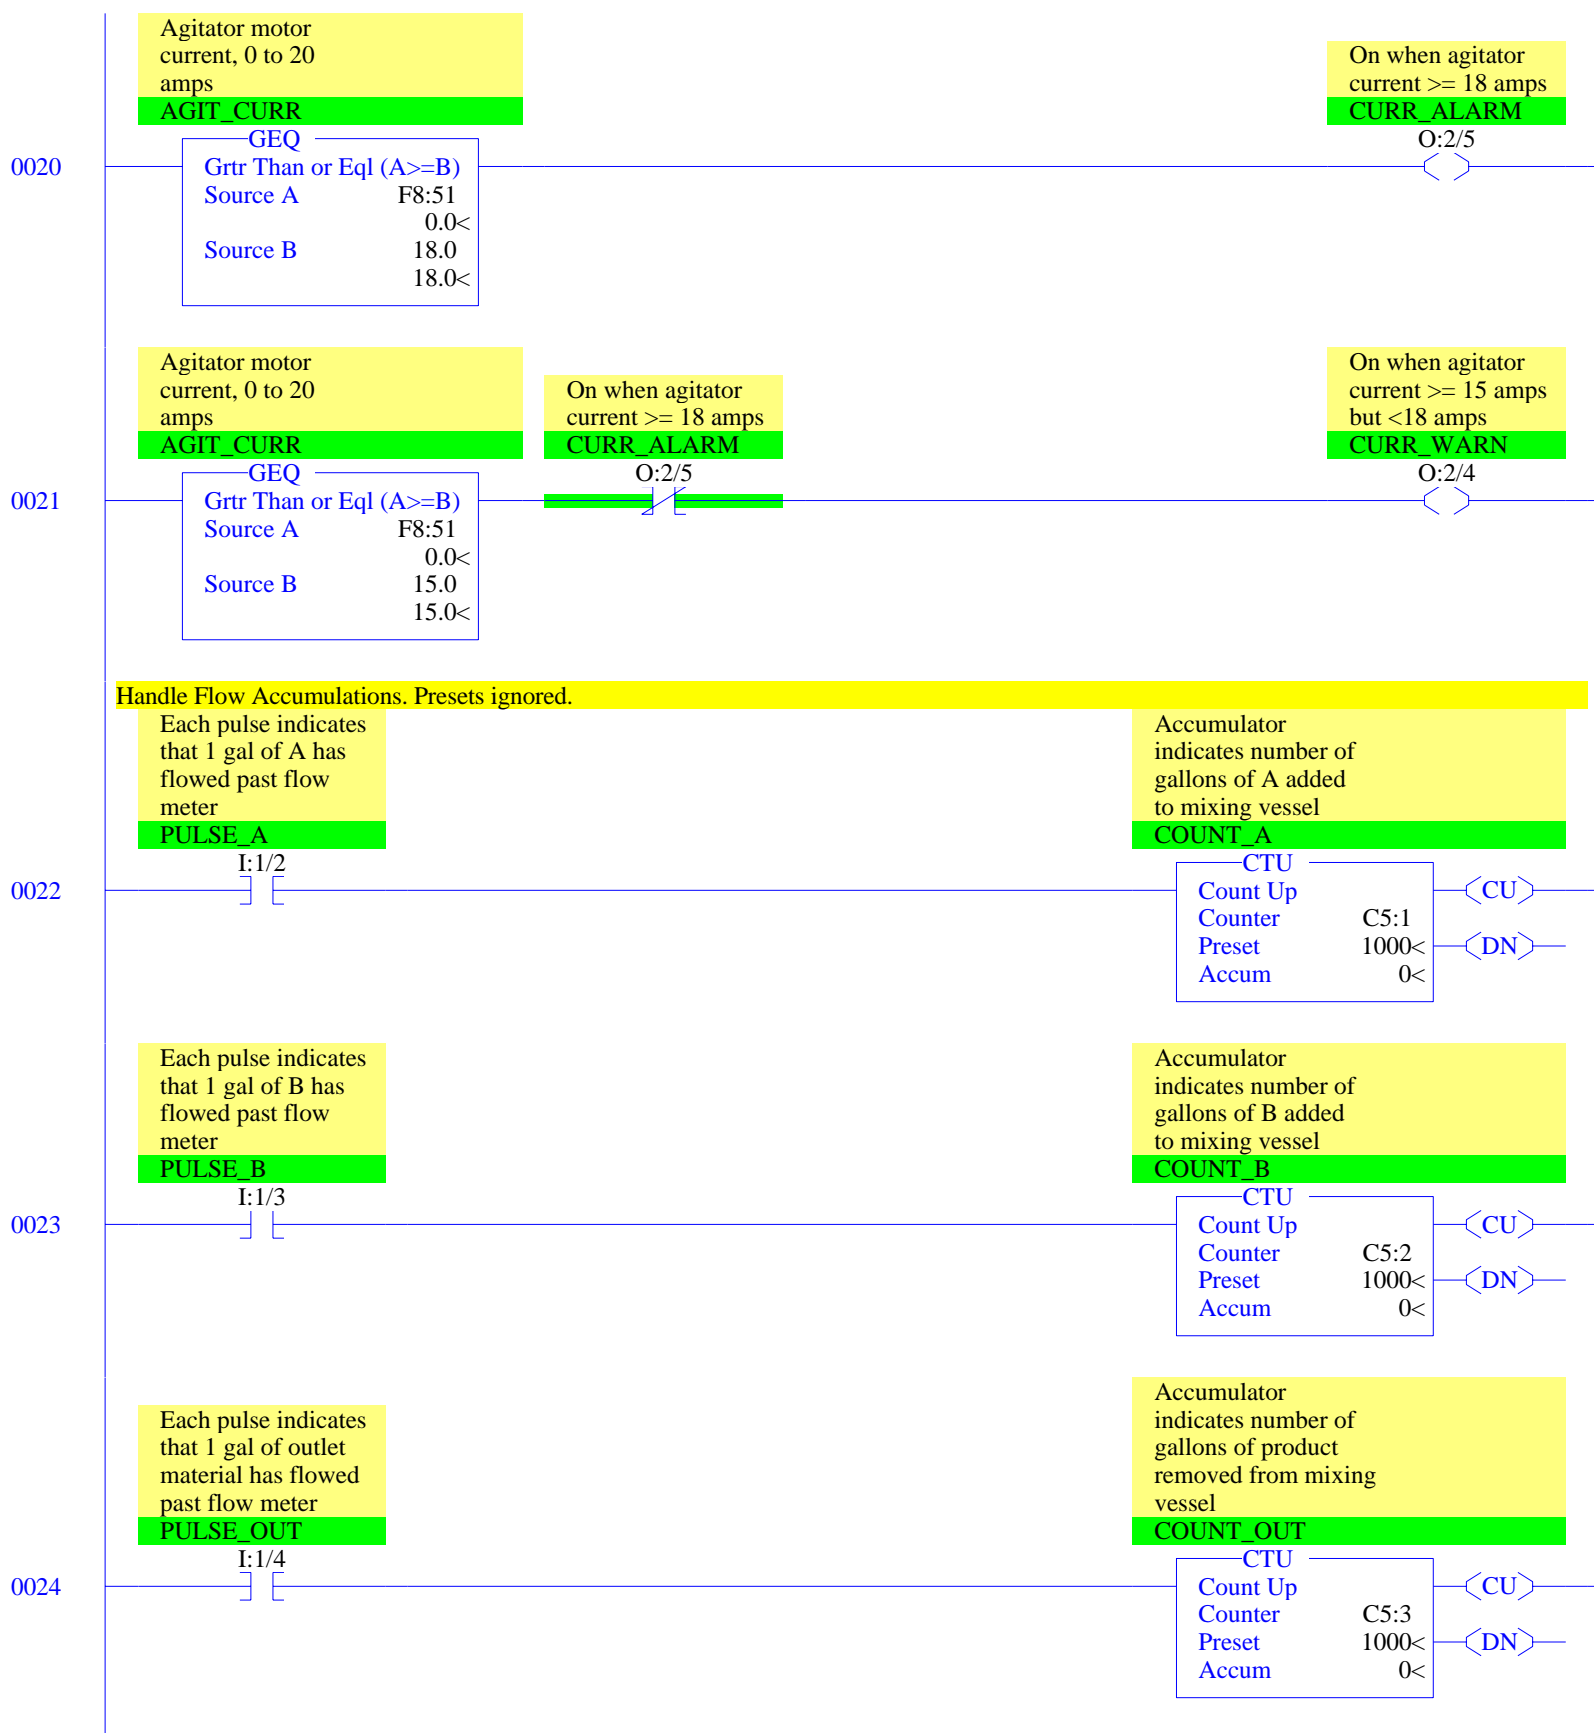 Agitator motor
current, 0 to 20
amps
AGIT_CURR
On when agitator
current >= 18 amps
CURR_ALARM
0020
GEQ
Grtr Than or Eql (A>=B)
Source A F8:51
0.0<
Source B 18.0
18.0<
O:2/5
Agitator motor
current, 0 to 20
amps
AGIT_CURR
On when agitator
current >= 18 amps
CURR_ALARM
On when agitator
current >= 15 amps
but <18 amps
CURR_WARN
0021
GEQ
Grtr Than or Eql (A>=B)
Source A F8:51
0.0<
Source B 15.0
15.0<
O:2/5
O:2/4
Handle Flow Accumulations. Presets ignored.
Each pulse indicates
that 1 gal of A has
flowed past flow
meter
PULSE_A
I:1/2
Accumulator
indicates number of
gallons of A added
to mixing vessel
COUNT_A
0022
CTU
Count Up
Counter C5:1
Preset 1000<
Accum 0<
CU
DN
Each pulse indicates
that 1 gal of B has
flowed past flow
meter
PULSE_B
I:1/3
Accumulator
indicates number of
gallons of B added
to mixing vessel
COUNT_B
0023
CTU
Count Up
Counter C5:2
Preset 1000<
Accum 0<
CU
DN
Each pulse indicates
that 1 gal of outlet
material has flowed
past flow meter
PULSE_OUT
I:1/4
Accumulator
indicates number of
gallons of product
removed from mixing
vessel
COUNT_OUT
0024
CTU
Count Up
Counter C5:3
Preset 1000<
Accum 0<
CU
DN